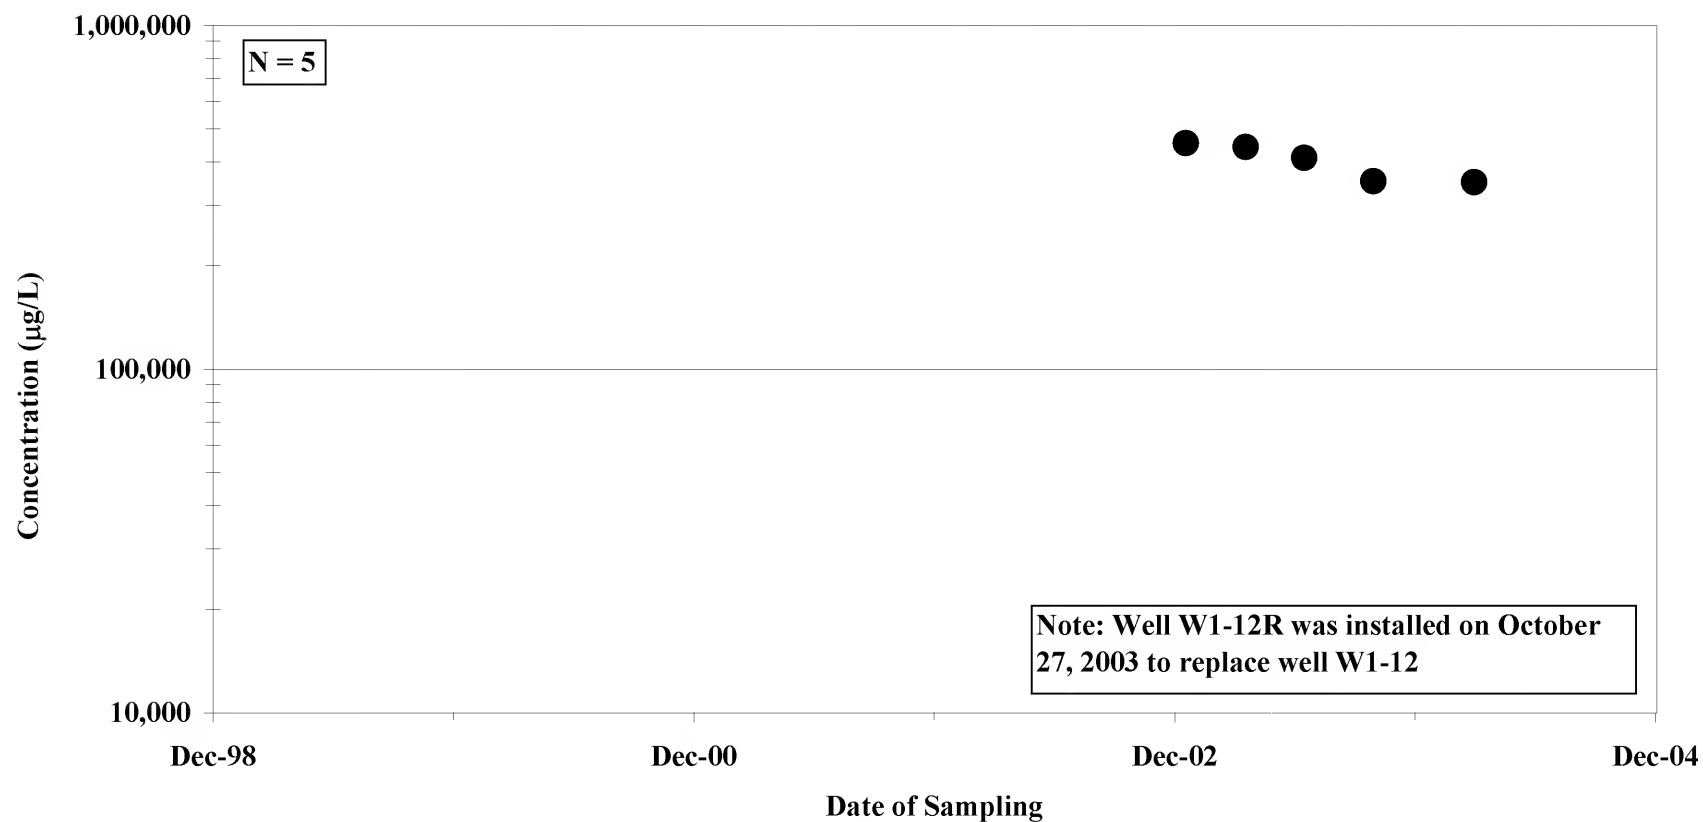 1,000,000
N = 5
100,000
10,000
Concentration (µg/L)
Note: Well W1-12R was installed on October
27, 2003 to replace well W1-12
Dec-98
Dec-00
Dec-02
Dec-04
Date of Sampling